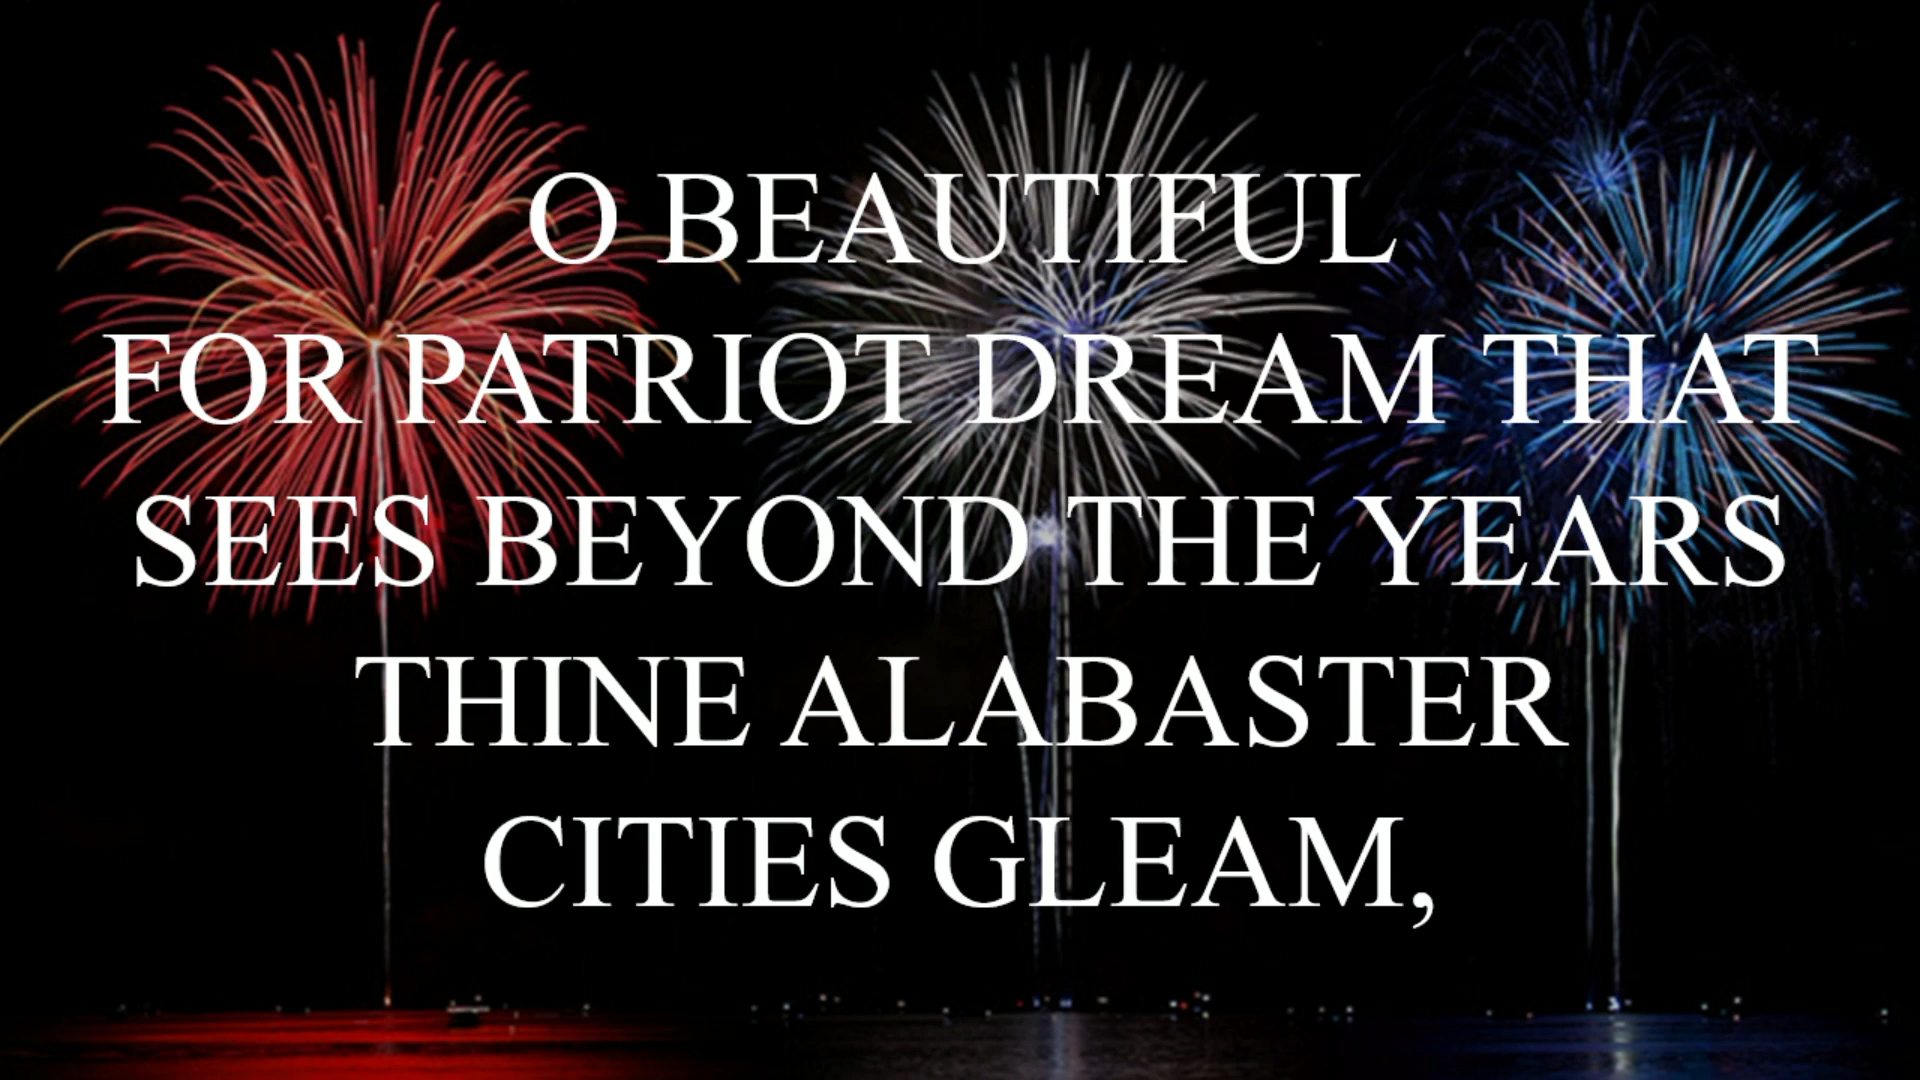 O BEAUTIFUL
FOR PATRIOT DREAM THAT
SEES BEYOND THE YEARS
THINE ALABASTER
CITIES GLEAM,